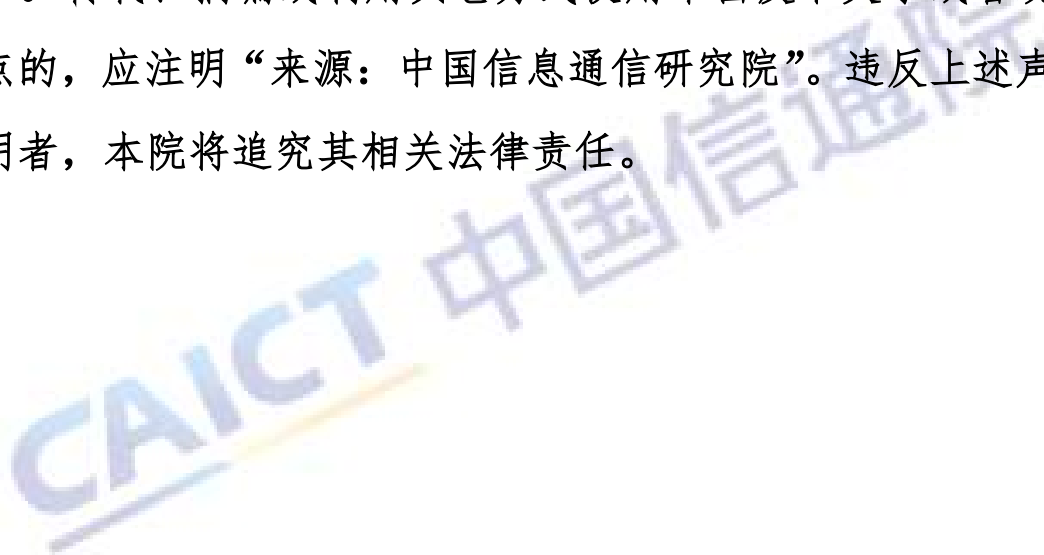 点的，应注明“来源：中国信息通信研究院”。违反上述声
明者，本院将追究其相关法律责任。
CAICT 中国信通院